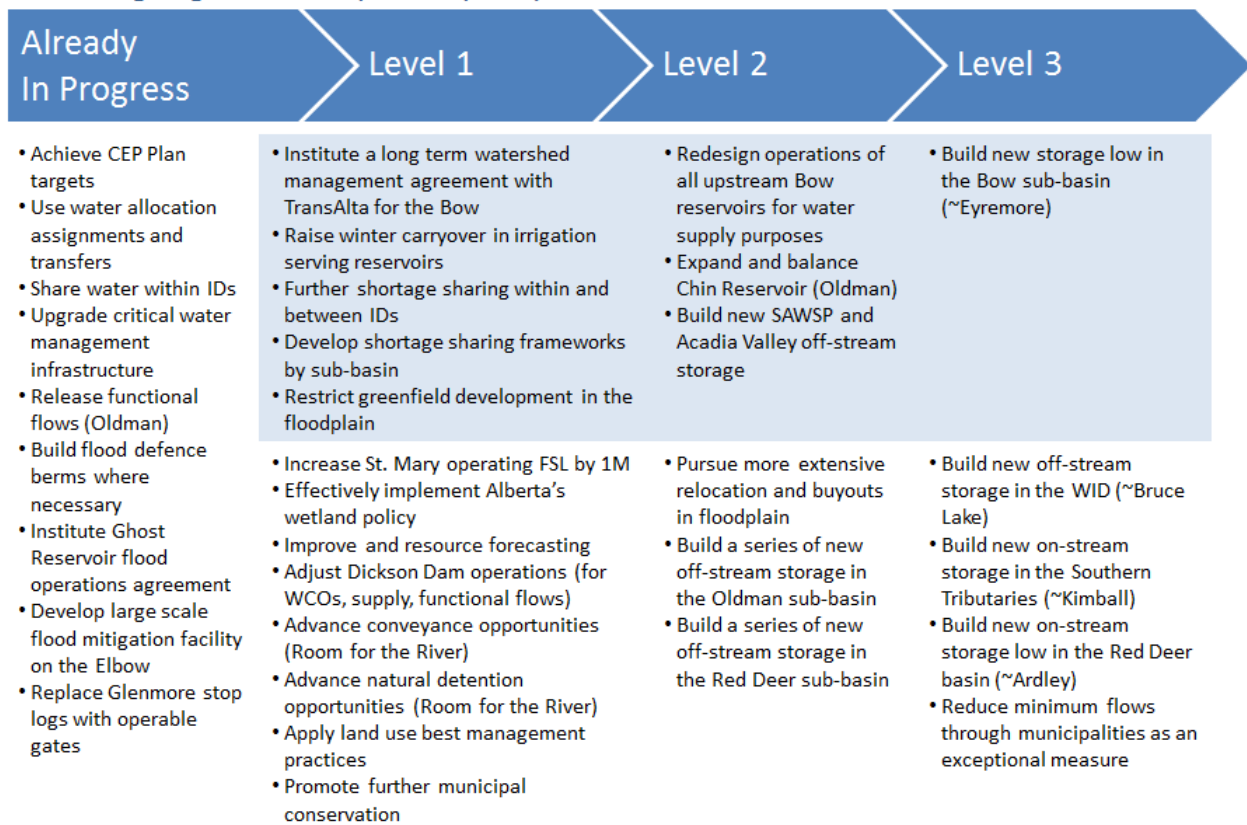 Already
In Progress
Level 1
Level 2
Level 3
• Achieve CEP Plan
targets
• Use water allocation
assignments and
transfers
• Share water within IDs
• Upgrade critical water
management
infrastructure
• Release functional
flows (Oldman)
• Build flood defence
berms where
necessary
• Institute Ghost
Reservoir flood
operations agreement
• Develop large scale
flood mitigation facility
on the Elbow
• Replace Glenmore stop
logs with operable
gates
• Institute a long term watershed
management agreement with
TransAlta for the Bow
• Raise winter carryover in irrigation
serving reservoirs
• Further shortage sharing within and
between IDs
• Develop shortage sharing frameworks
by sub-basin
• Restrict greenfield development in the
floodplain
• Increase St. Mary operating FSL by 1M
• Effectively implement Alberta's
wetland policy
• Improve and resource forecasting
• Adjust Dickson Dam operations (for
WCOs, supply, functional flows)
• Advance conveyance opportunities
(Room for the River)
• Advance natural detention
opportunities (Room for the River)
• Apply land use best management
practices
• Promote further municipal
conservation
• Redesign operations of
all upstream Bow
reservoirs for water
supply purposes
• Expand and balance
Chin Reservoir (Oldman)
• Build new SAWSP and
Acadia Valley off-stream
storage
• Pursue more extensive
relocation and buyouts
in floodplain
• Build a series of new
off-stream storage in
the Oldman sub-basin
• Build a series of new
off-stream storage in
the Red Deer sub-basin
• Build new storage low in
the Bow sub-basin
(~Eyremore)
• Build new off-stream
storage in the WID (~Bruce
Lake)
• Build new on-stream
storage in the Southern
Tributaries (~Kimball)
• Build new on-stream
storage low in the Red Deer
basin (~Ardley)
• Reduce minimum flows
through municipalities as an
exceptional measure